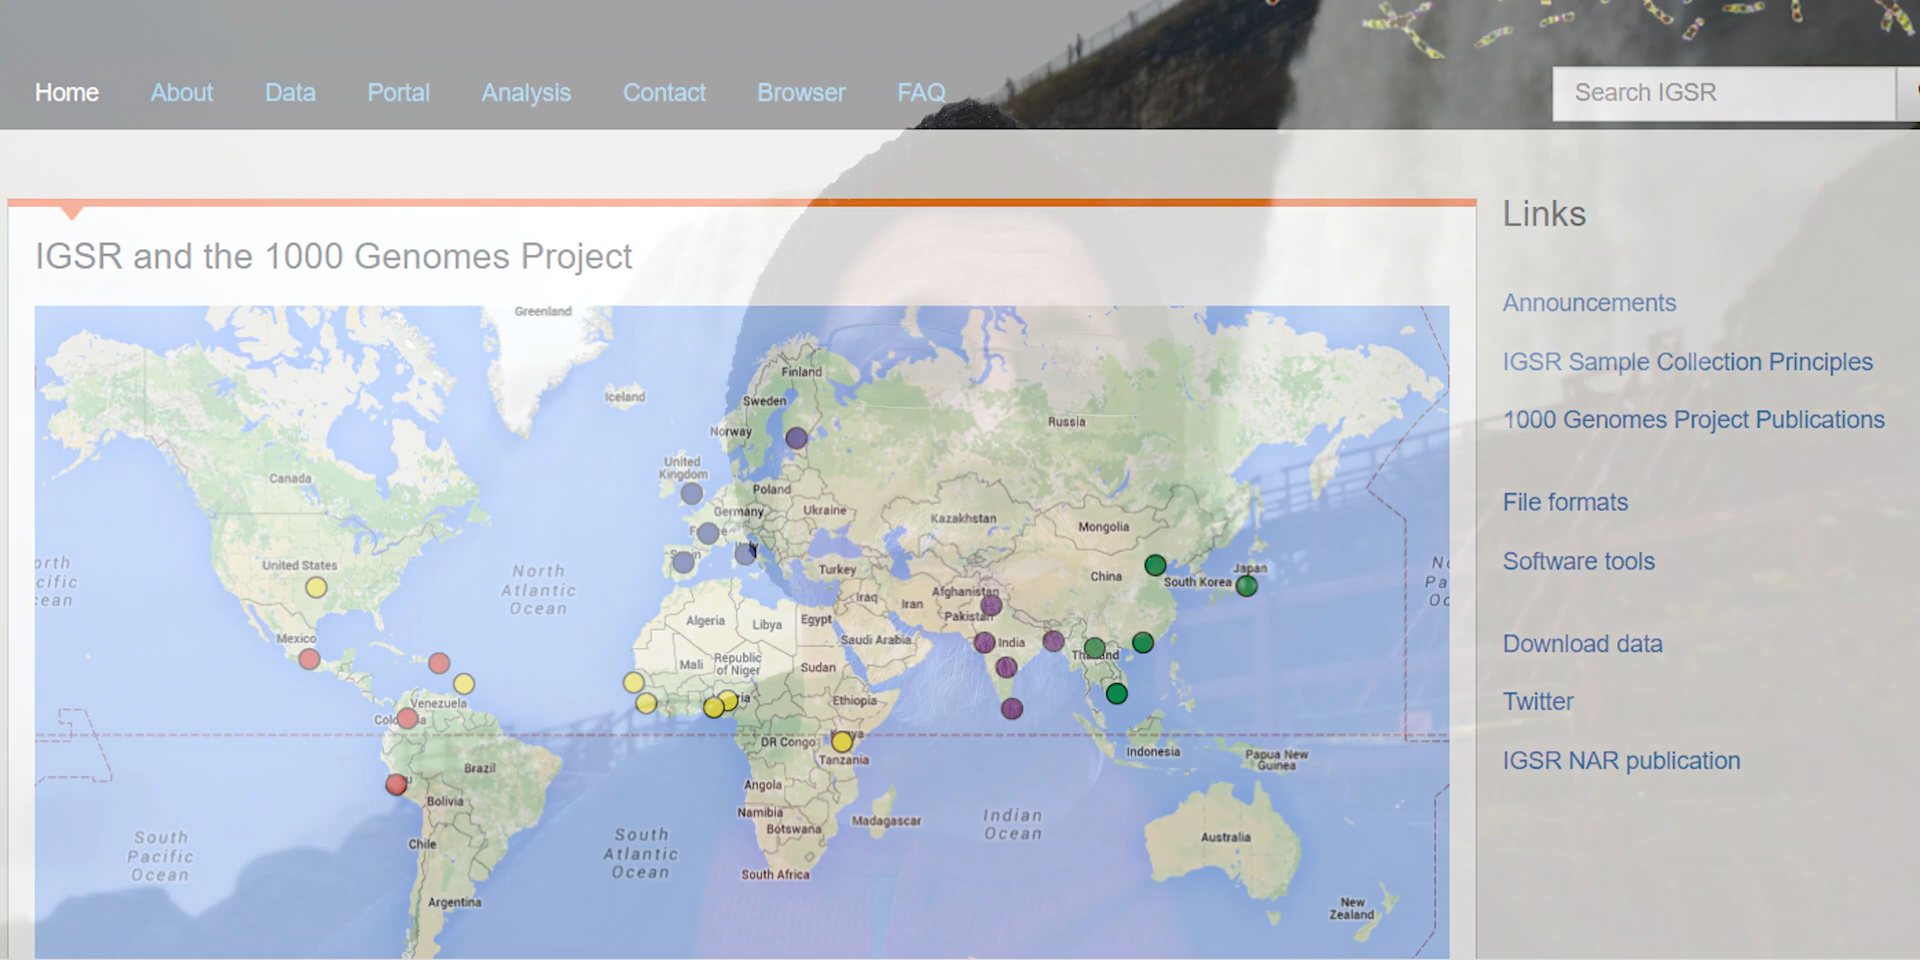 Home About Data Portal Analysis Contact Browser FAQ
Search IGSR
IGSR and the 1000 Genomes Project
Greenland
Finland
Iceland
Sweden
Russia
Norway
United
Kingdom
Canada
Poland
Germany
Ukraine
Kazakhstan
Mongolia
United States
North
Atlantic
Ocean
Turkey
China
Japan
South Korea
Iraq
Iran
Afghanistan
Pakistan
Algeria
Libya
Egypt
Saudi Arabia
India
Mexico
Mali
Republic
of Niger
Sudan
Venezuela
Ethiopia
DR Congo
Tanzania
Indonesia
Papua New
Guinea
Brazil
Angola
Bolivia
Namibia
Botswana
Madagascar
Indian
Ocean
South
Pacific
Ocean
Chile
South
Atlantic
Ocean
Australia
South Africa
Argentina
New
Zealand
Links
Announcements
IGSR Sample Collection Principles
1000 Genomes Project Publications
File formats
Software tools
Download data
Twitter
IGSR NAR publication